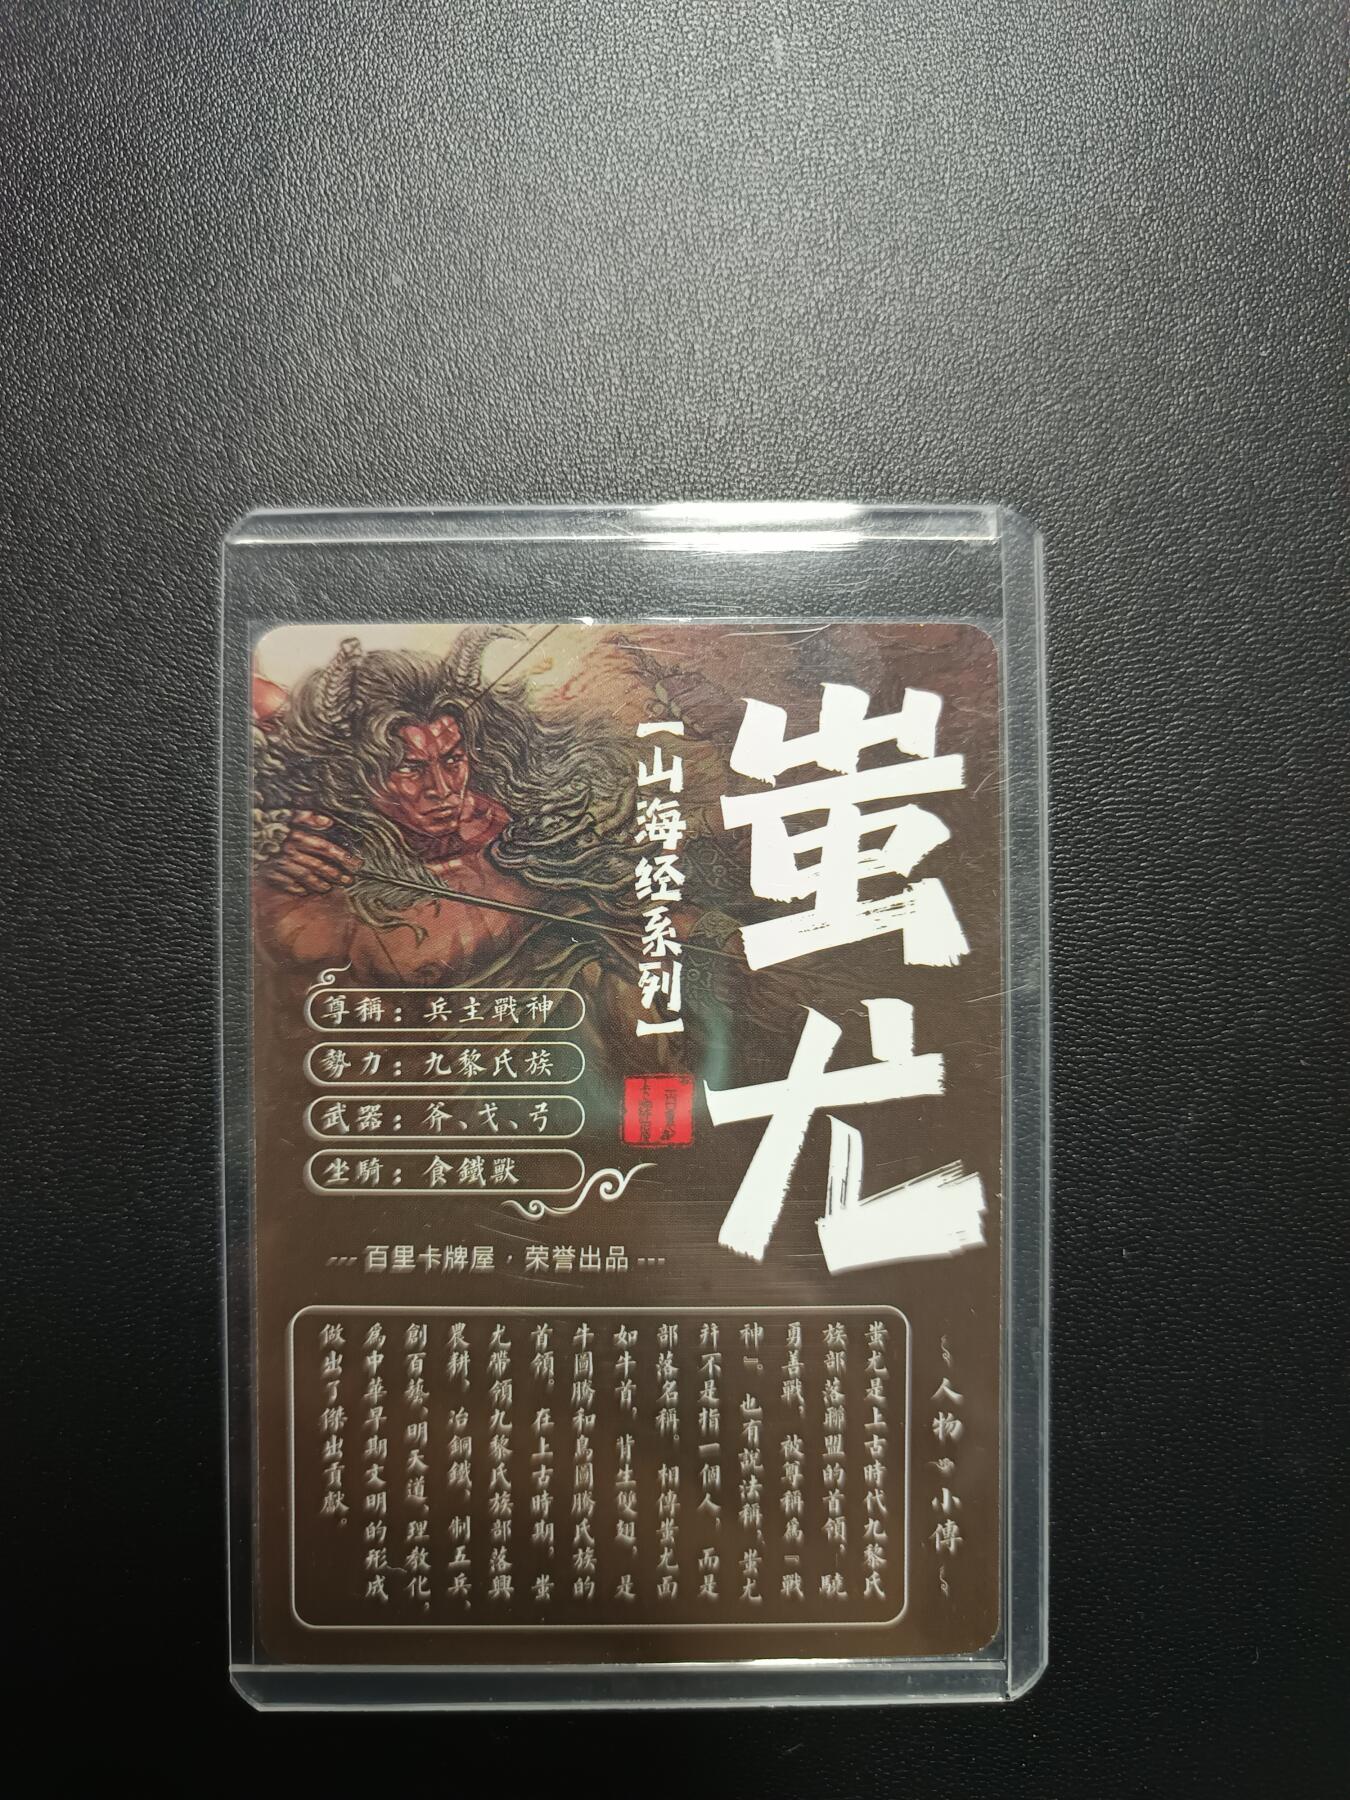 蚩尤
【山海经系列】
尊稱：兵主戰神
勢力：九黎氏族
武器：斧、戈、弓
坐騎：食鐵獸
--- 百里卡牌屋，荣誉出品 ---
人物小傳
蚩尤是上古時代九黎氏
族部落聯盟的首領，驍
勇善戰，被尊稱爲『戰
神』。也有說法稱，蚩尤
并不是指一個人，而是
部落名稱。相傳蚩尤面
如牛首，背生雙翅，是
牛圖騰和鳥圖騰氏族的
首領。在上古時期，蚩
尤帶領九黎氏族部落興
農耕、冶銅鐵、制五兵、
創百藝、明天道、理教化，
爲中華早期文明的形成
做出了傑出貢獻。